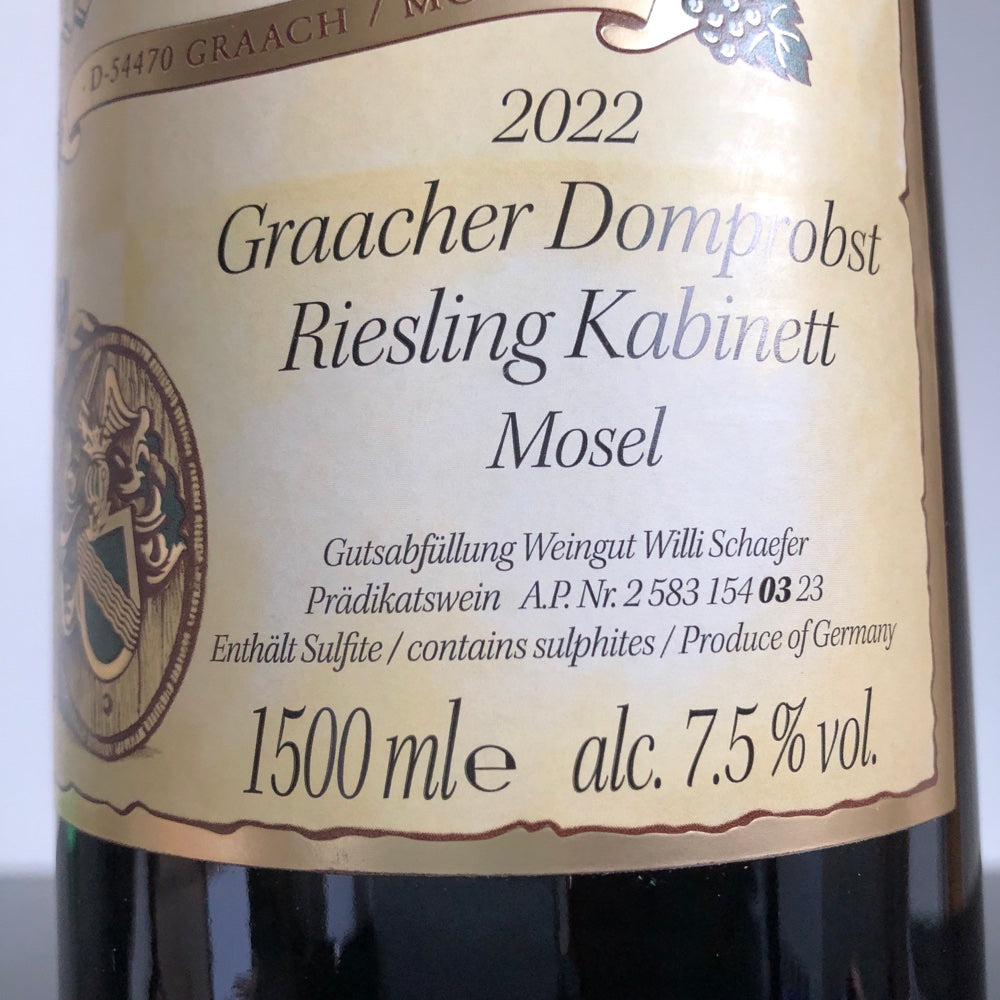 D-54470 GRAACH /
2022
Graacher Domprobst
Riesling Kabinett
Mosel
Gutsabfüllung Weingut Willi Schaefer
Prädikatswein A.P. Nr. 2 583 154 03 23
Enthält Sulfite / contains sulphites / Produce of Germany
1500 ml e alc. 7.5 % vol.